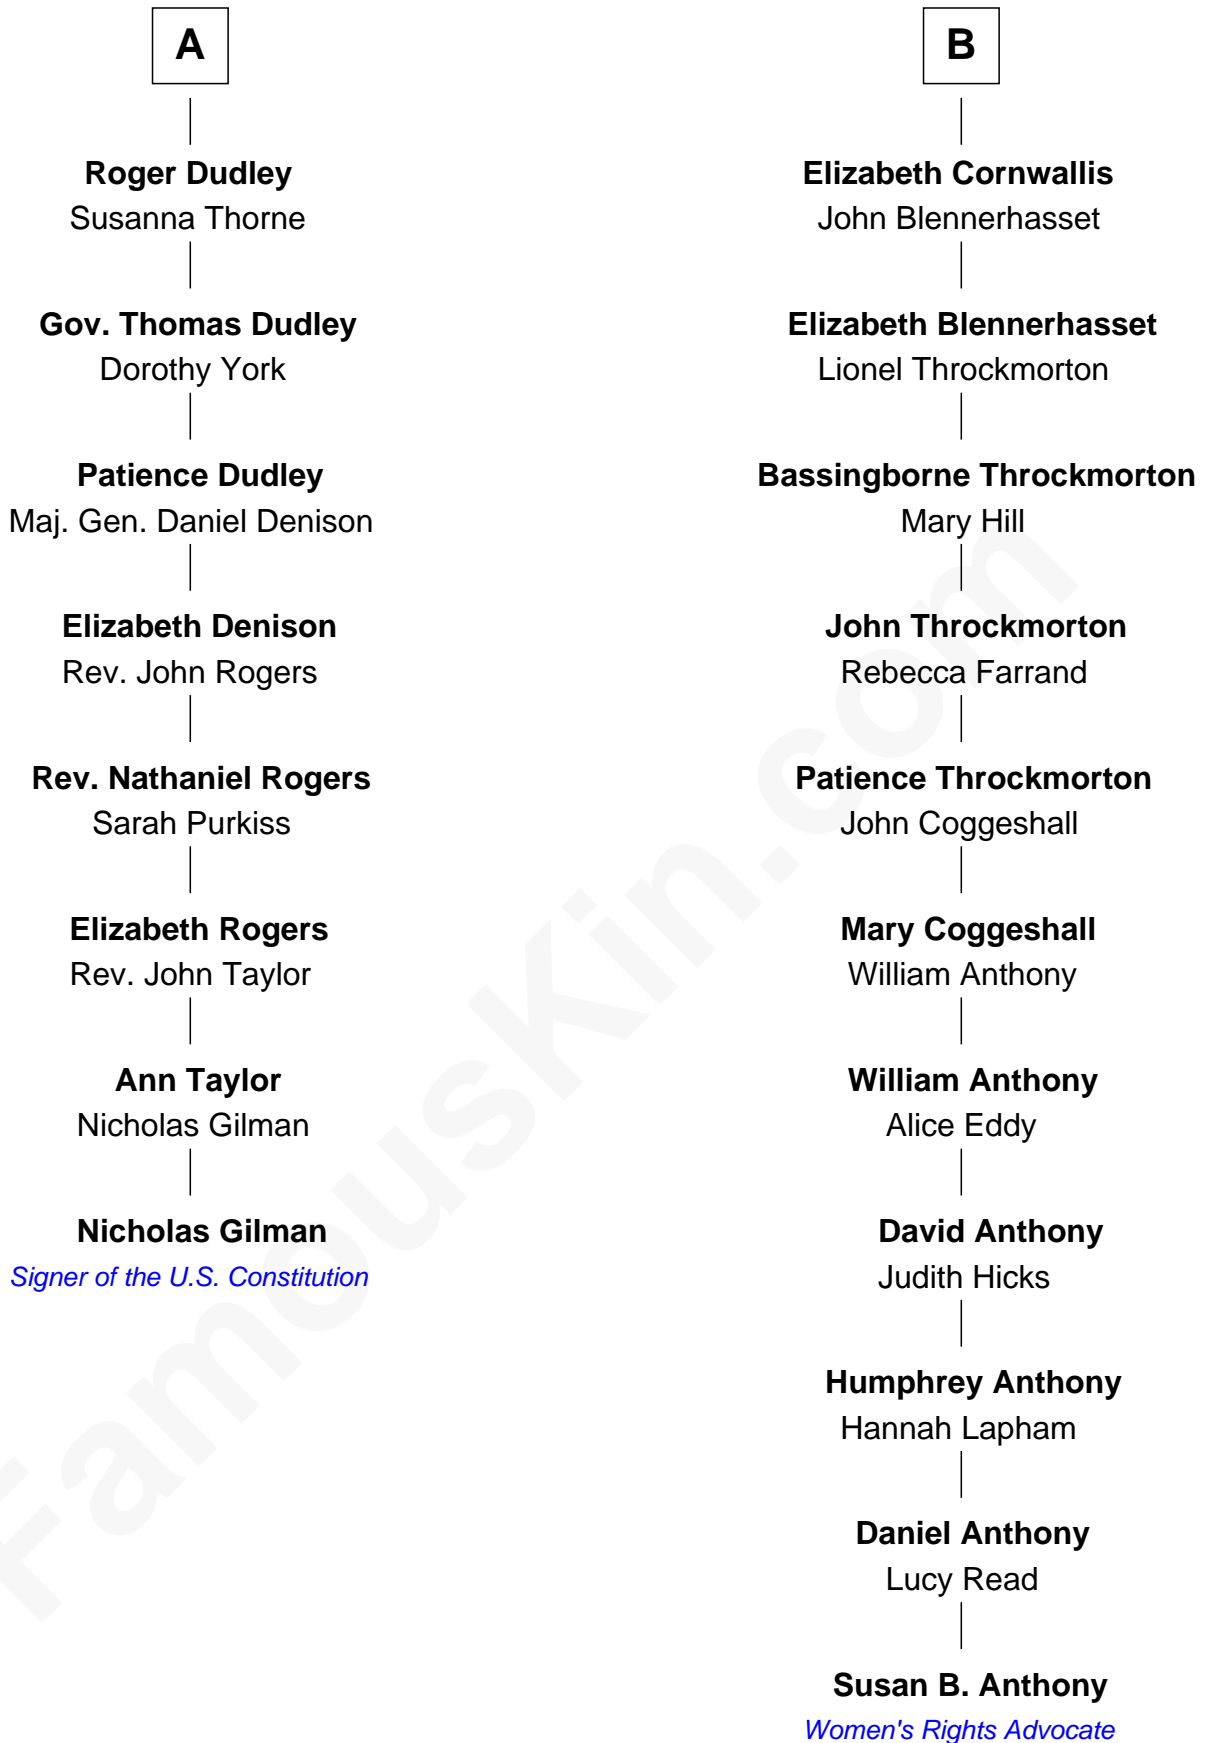 A
Roger Dudley
Susanna Thorne
Gov. Thomas Dudley
Dorothy York
Patience Dudley
Maj. Gen. Daniel Denison
Elizabeth Denison
Rev. John Rogers
Rev. Nathaniel Rogers
Sarah Purkiss
Elizabeth Rogers
Rev. John Taylor
Ann Taylor
Nicholas Gilman
Nicholas Gilman
Signer of the U.S. Constitution
B
Elizabeth Cornwallis
John Blennerhasset
Elizabeth Blennerhasset
Lionel Throckmorton
Bassingborne Throckmorton
Mary Hill
John Throckmorton
Rebecca Farrand
Patience Throckmorton
John Coggeshall
Mary Coggeshall
William Anthony
William Anthony
Alice Eddy
David Anthony
Judith Hicks
Humphrey Anthony
Hannah Lapham
Daniel Anthony
Lucy Read
Susan B. Anthony
Women's Rights Advocate
FamousKin.com